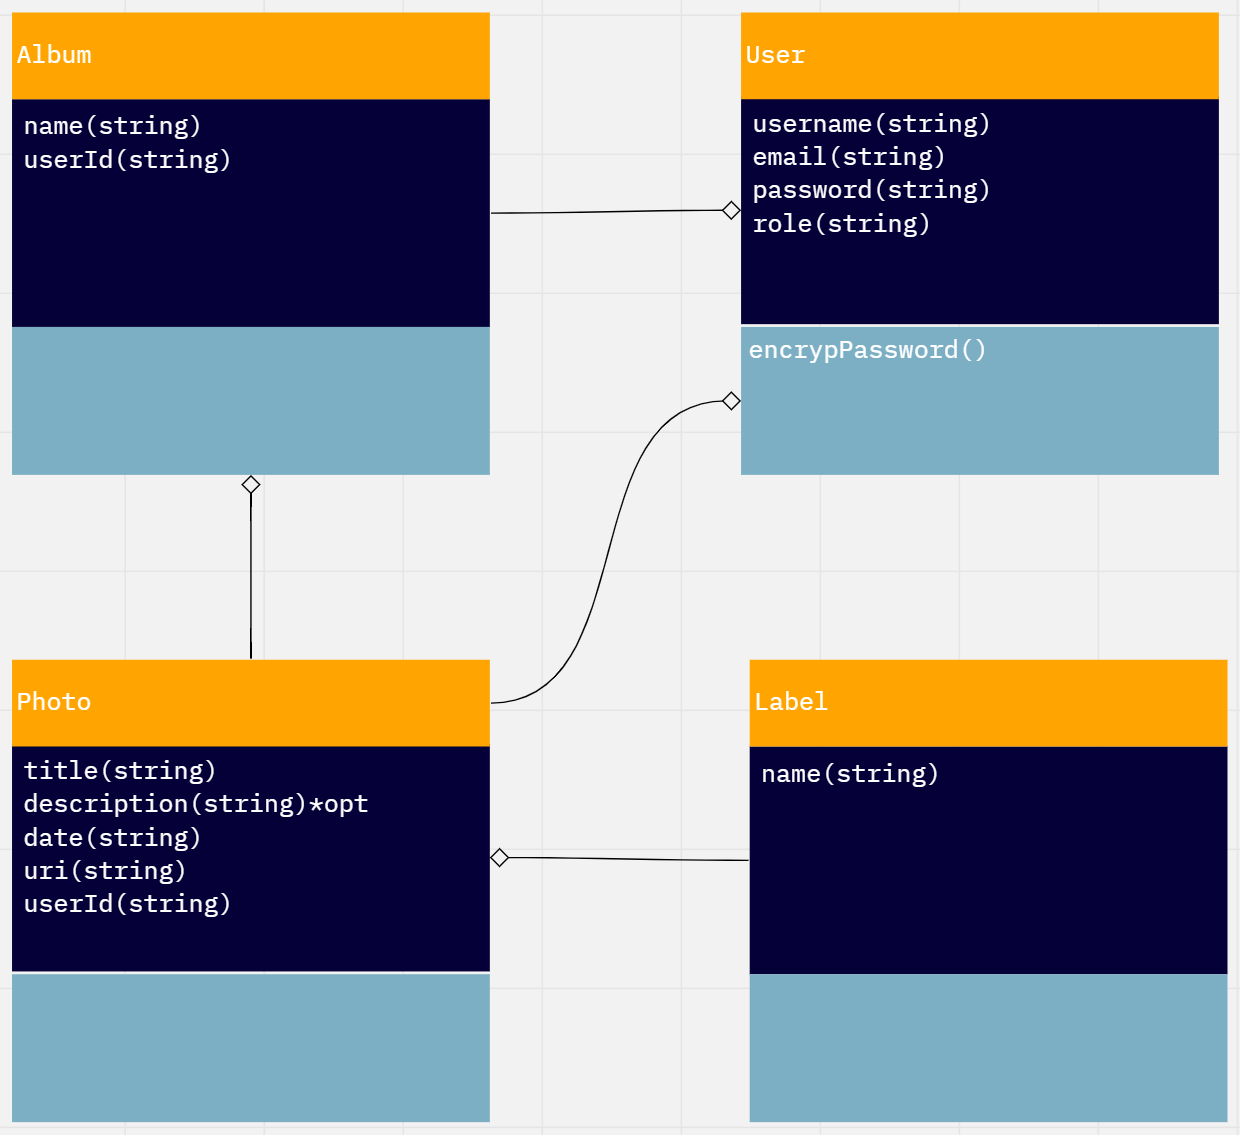 Album
name(string)
userId(string)
User
username(string)
email(string)
password(string)
role(string)
encrypPassword()
Photo
title(string)
description(string)*opt
date(string)
uri(string)
userId(string)
Label
name(string)